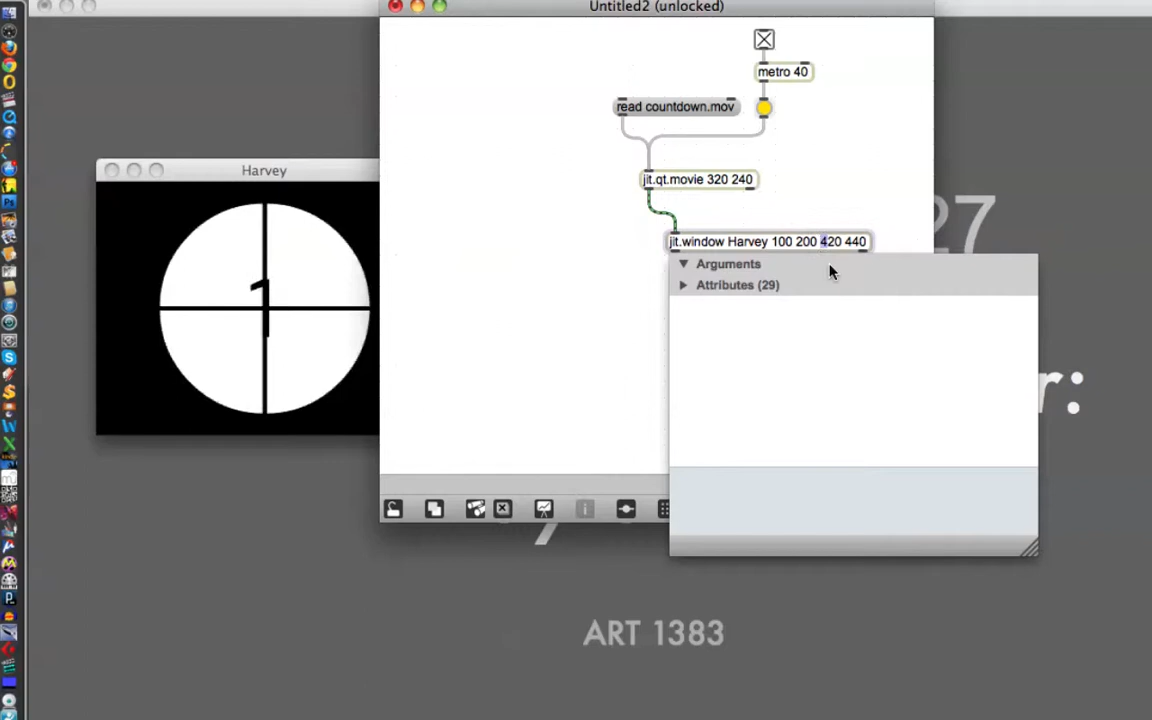 Untitled2 (unlocked)
metro 40
read countdown.mov
Harvey
jit.qt.movie 320 240
27
jit.window Harvey 100 200 420 440
Arguments
Attributes (29)
1
r:
ART 1383